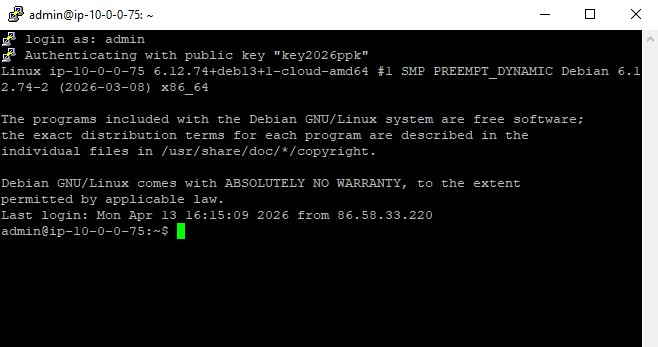 admin@ip-10-0-0-75: ~
login as: admin
Authenticating with public key "key2026ppk"
Linux ip-10-0-0-75 6.12.74+deb13+1-cloud-amd64 #1 SMP PREEMPT_DYNAMIC Debian 6.1
2.74-2 (2026-03-08) x86_64
The programs included with the Debian GNU/Linux system are free software;
the exact distribution terms for each program are described in the
individual files in /usr/share/doc/*/copyright.
Debian GNU/Linux comes with ABSOLUTELY NO WARRANTY, to the extent
permitted by applicable law.
Last login: Mon Apr 13 16:15:09 2026 from 86.58.33.220
admin@ip-10-0-0-75:~$